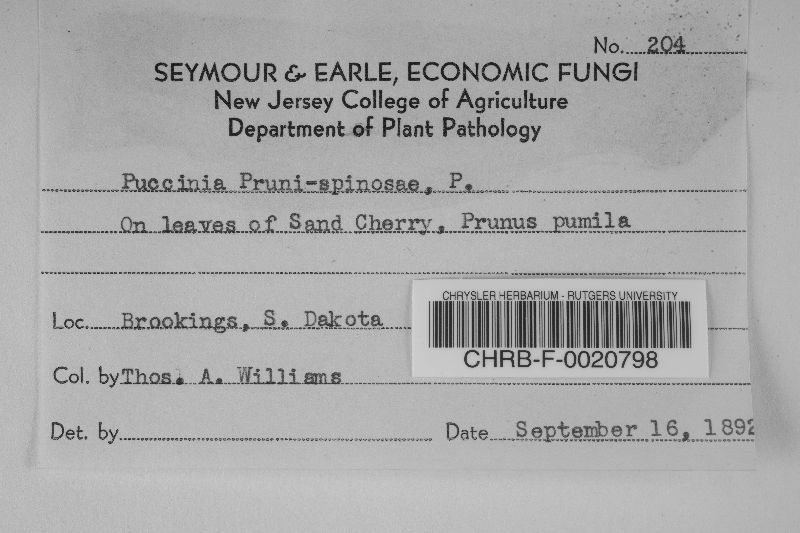 No. 204
SEYMOUR & EARLE, ECONOMIC FUNGI
New Jersey College of Agriculture
Department of Plant Pathology
Puccinia Pruni-spinosae, P.
On leaves of Sand Cherry, Prunus pumila
Loc. Brookings, S. Dakota
CHRYSLER HERBARIUM - RUTGERS UNIVERSITY
CHRB-F-0020798
Col. by Thos. A. Williams
Det. by
Date September 16, 1892